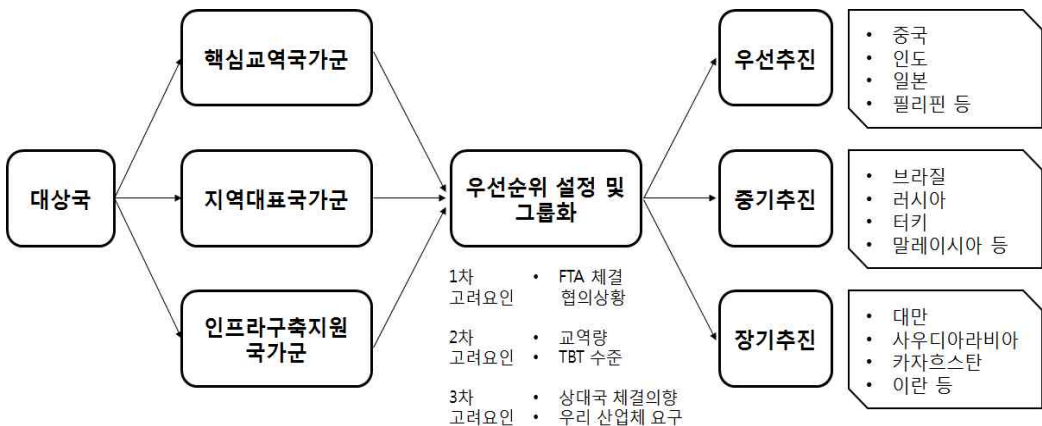 대상국
핵심교역국가군
지역대표국가군
인프라구축지원
국가군
우선순위 설정 및
그룹화
1차 • FTA 체결
고려요인 협의상황
2차 • 교역량
고려요인 • TBT 수준
3차 • 상대국 체결의향
고려요인 • 우리 산업체 요구
우선추진
• 중국
• 인도
• 일본
• 필리핀 등
중기추진
• 브라질
• 러시아
• 터키
• 말레이시아 등
장기추진
• 대만
• 사우디아라비아
• 카자흐스탄
• 이란 등